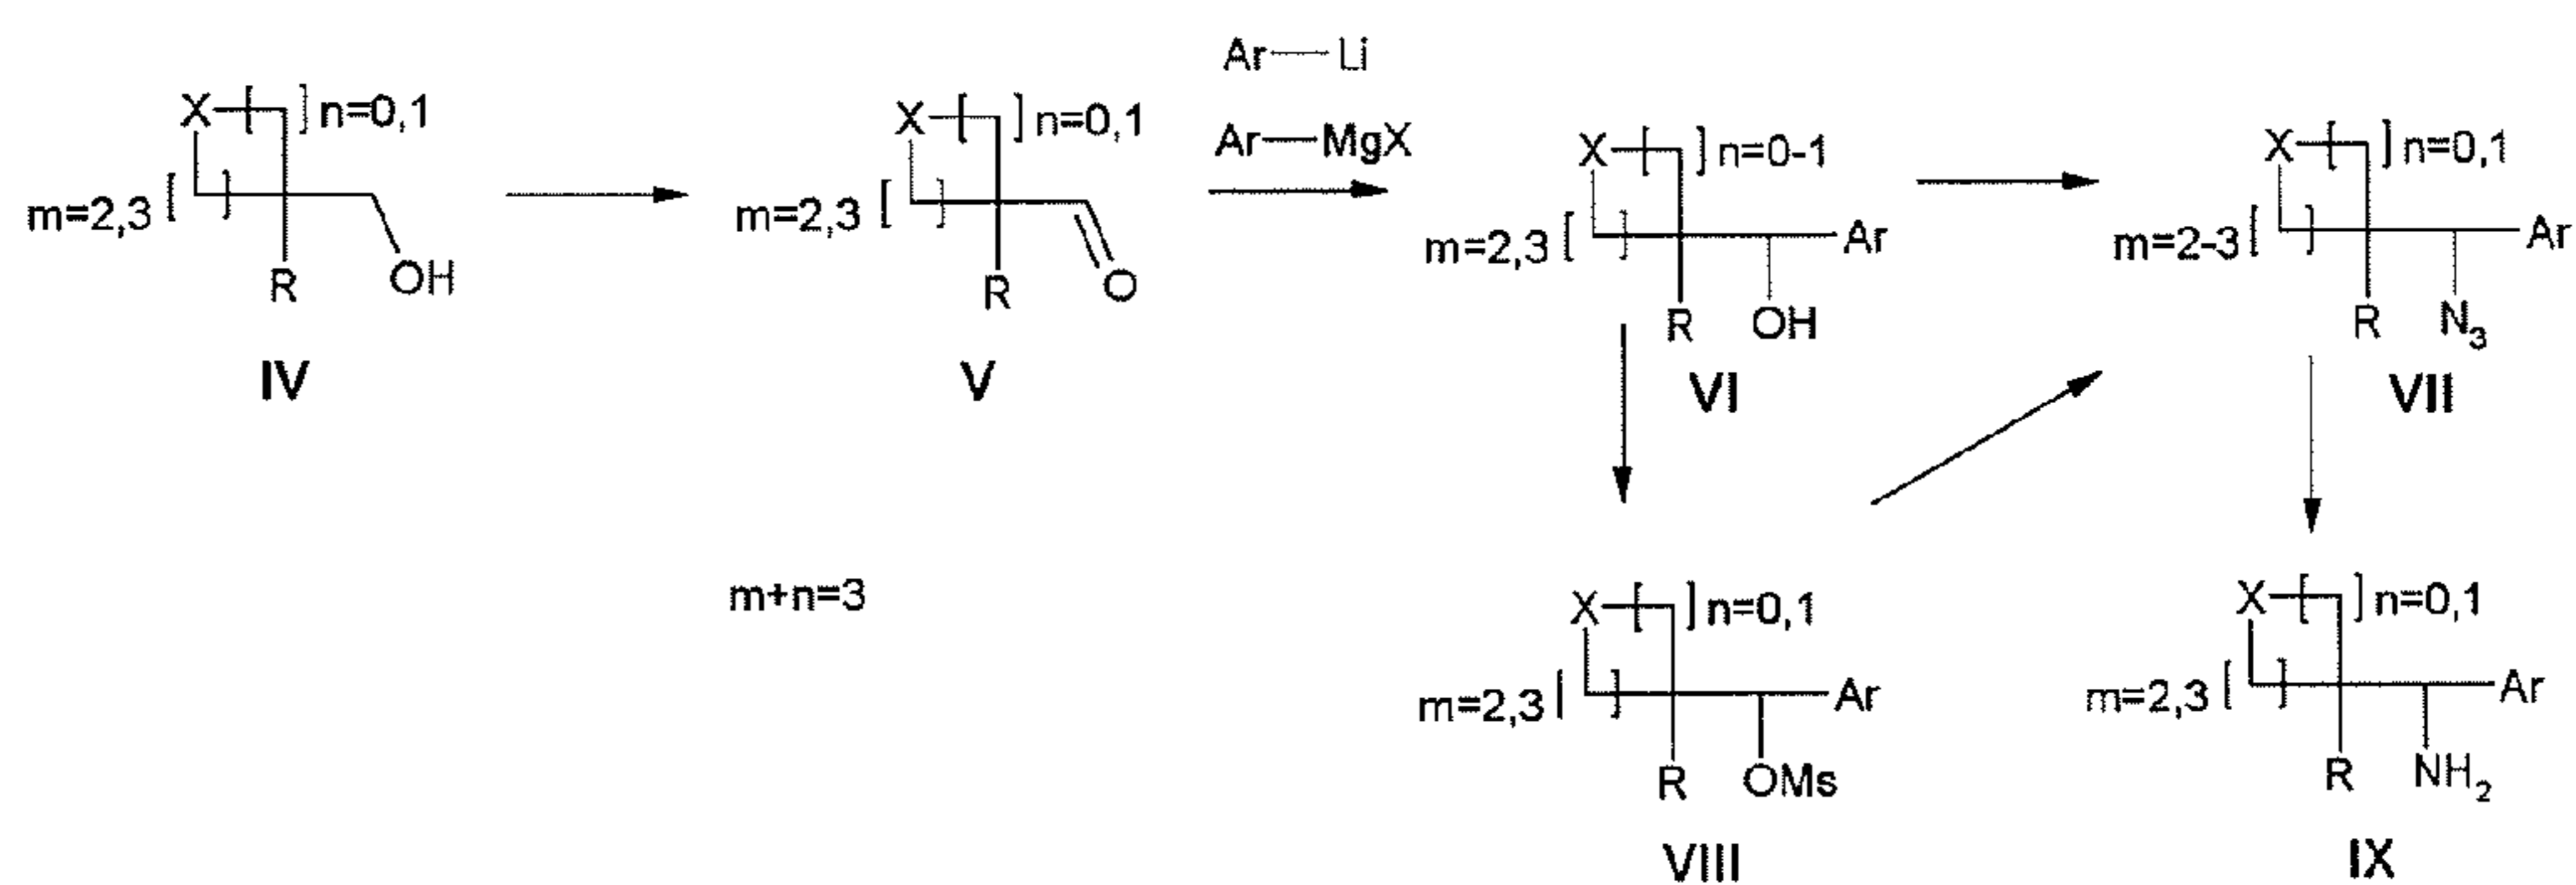 Ar—Li
Ar—MgX
X [ ] n=0,1
m=2,3 [ ]
R OH
IV
X [ ] n=0,1
m=2,3 [ ]
R O
V
X [ ] n=0-1
m=2,3 [ ] Ar
R OH
VI
X [ ] n=0,1
m=2-3 [ ] Ar
R N3
VII
m+n=3
X [ ] n=0,1
m=2,3 [ ] Ar
R OMs
VIII
X [ ] n=0,1
m=2,3 [ ] Ar
R NH2
IX